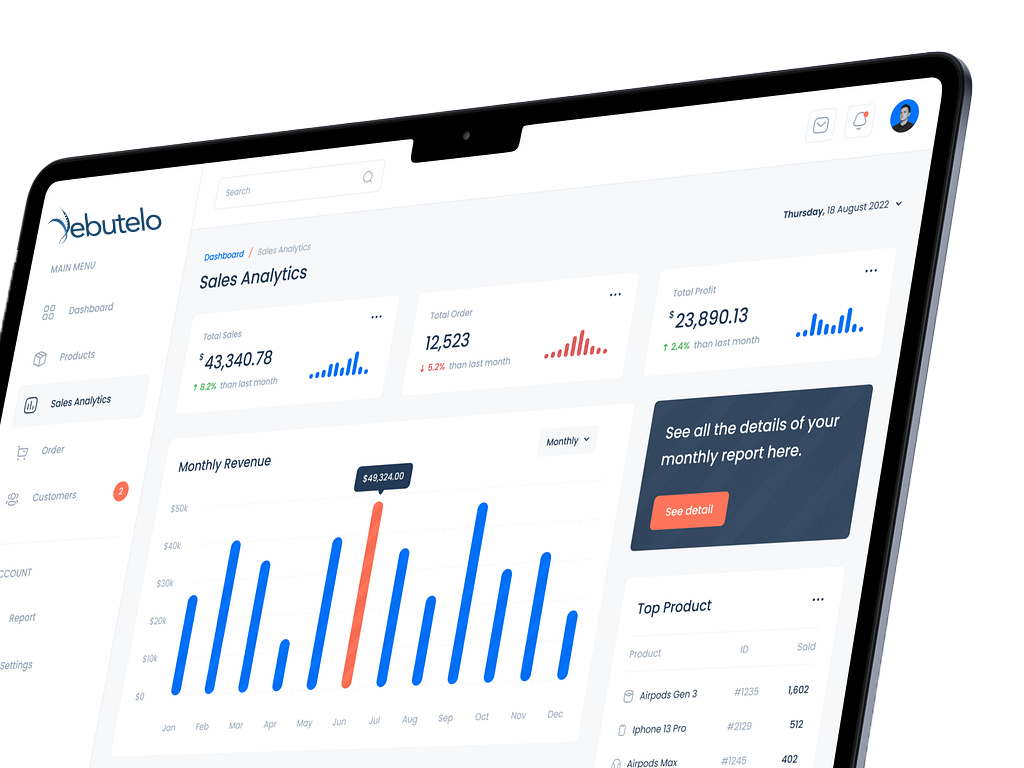 Search
ebutelo
MAIN MENU
Dashboard
Products
Sales Analytics
Order
Customers
2
Report
Settings
Dashboard / Sales Analytics
Sales Analytics
Thursday, 18 August 2022
Total Sales
$43,340.78
↑ 8.2% than last month
Total Order
12,523
↓ 5.2% than last month
Total Profit
$23,890.13
↑ 2.4% than last month
Monthly Revenue
Monthly
$49,324.00
$50k
$40k
$30k
$20k
$10k
$0
Jan Feb Mar Apr May Jun Jul Aug Sep Oct Nov Dec
See all the details of your
monthly report here.
See detail
Top Product
Product ID Sold
Airpods Gen 3 #1235 1,602
Iphone 13 Pro #2129 512
Airpods Max #1245 402